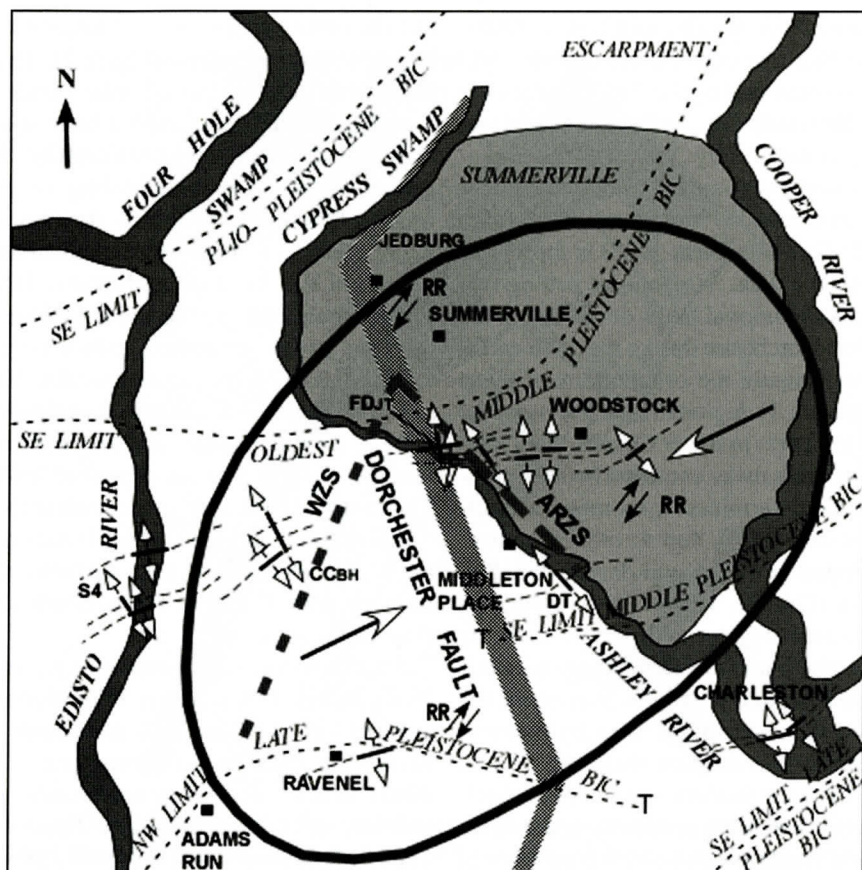 ESCARPMENT
N
FOUR HOLE
SWAMP
PLIO- PLEISTOCENE BIC
SE LIMIT
CYPRESS SWAMP
SUMMERVILLE
PLEISTOCENE BIC
COOPER
RIVER
JEDBURG
RR
SUMMERVILLE
MIDDLE
FDJT
WOODSTOCK
SE LIMIT
OLDEST
WZS
DORCHESTER
FAULT
ARZS
RR
RIVER
S4
EDISTO
CCBH
MIDDLETON
PLACE
DT
T SE LIMIT MIDDLE PLEISTOCENE BIC
ASHLEY
RIVER
CHARLESTON
RR
NW LIMIT
LATE
PLEISTOCENE
BIC
T
RAVENEL
ADAMS
RUN
SE LIMIT LATE
PLEISTOCENE
BIC